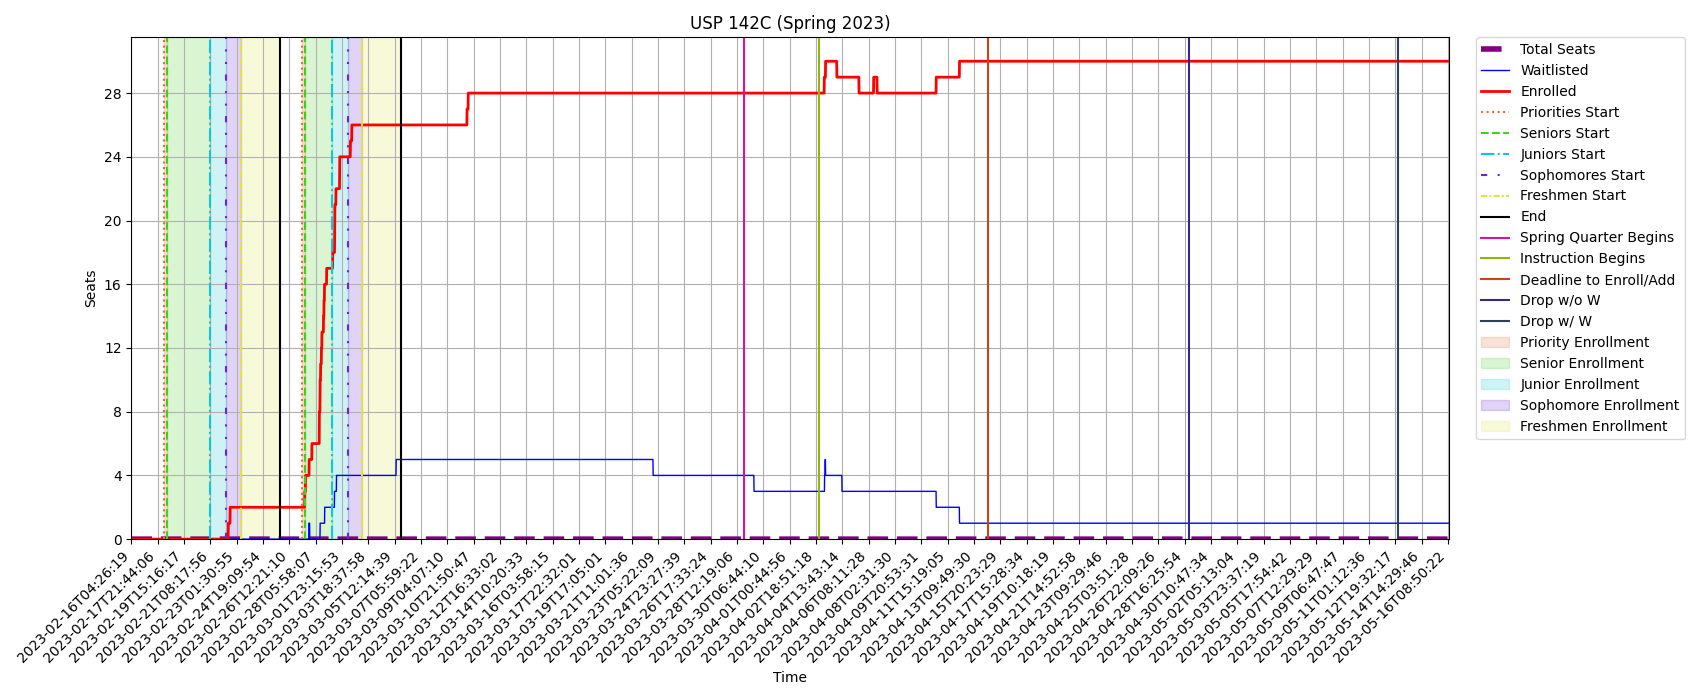 USP 142C (Spring 2023)
Seats
28
24
20
16
12
8
4
0
2023-02-16T04:26:19
2023-02-17T21:44:06
2023-02-19T15:16:17
2023-02-21T08:17:56
2023-02-23T01:30:55
2023-02-24T19:09:54
2023-02-26T12:21:10
2023-02-28T05:58:07
2023-03-01T23:15:53
2023-03-03T18:37:58
2023-03-05T12:14:39
2023-03-07T05:59:22
2023-03-09T04:07:10
2023-03-10T21:50:47
2023-03-12T16:33:02
2023-03-14T10:20:33
2023-03-16T03:58:15
2023-03-17T22:32:01
2023-03-19T17:05:01
2023-03-21T11:01:36
2023-03-23T05:22:09
2023-03-24T23:27:39
2023-03-26T17:33:24
2023-03-28T12:19:06
2023-03-30T06:44:10
2023-04-01T00:44:56
2023-04-02T18:51:18
2023-04-04T13:43:14
2023-04-06T08:11:28
2023-04-08T02:31:30
2023-04-09T20:53:31
2023-04-11T15:19:05
2023-04-13T09:49:30
2023-04-15T20:23:29
2023-04-17T15:28:34
2023-04-19T10:18:19
2023-04-21T14:52:58
2023-04-23T09:29:46
2023-04-25T03:51:28
2023-04-26T22:09:26
2023-04-28T16:25:54
2023-04-30T10:47:34
2023-05-02T05:13:04
2023-05-03T23:37:19
2023-05-05T17:54:42
2023-05-07T12:29:29
2023-05-09T06:47:47
2023-05-11T01:12:36
2023-05-12T19:32:17
2023-05-14T14:29:46
2023-05-16T08:50:22
Time
Total Seats
Waitlisted
Enrolled
Priorities Start
Seniors Start
Juniors Start
Sophomores Start
Freshmen Start
End
Spring Quarter Begins
Instruction Begins
Deadline to Enroll/Add
Drop w/o W
Drop w/ W
Priority Enrollment
Senior Enrollment
Junior Enrollment
Sophomore Enrollment
Freshmen Enrollment